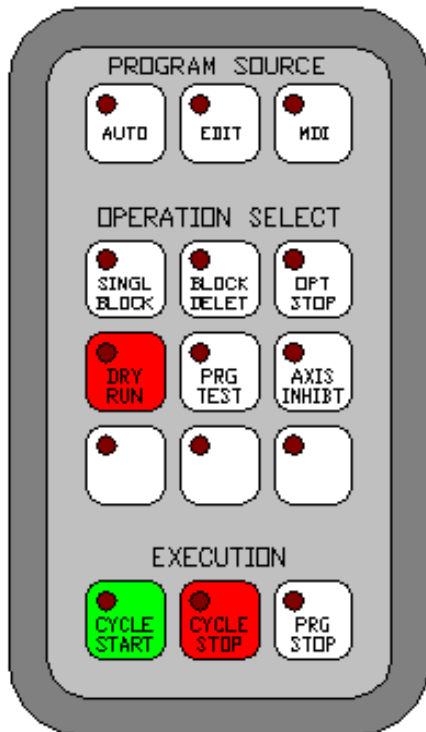 PROGRAM SOURCE
AUTO EDIT MDI
OPERATION SELECT
SINGL BLOCK OPT
BLOCK DELET STOP
DRY PRG AXIS
RUN TEST INHIBT
EXECUTION
CYCLE CYCLE PRG
START STOP STOP